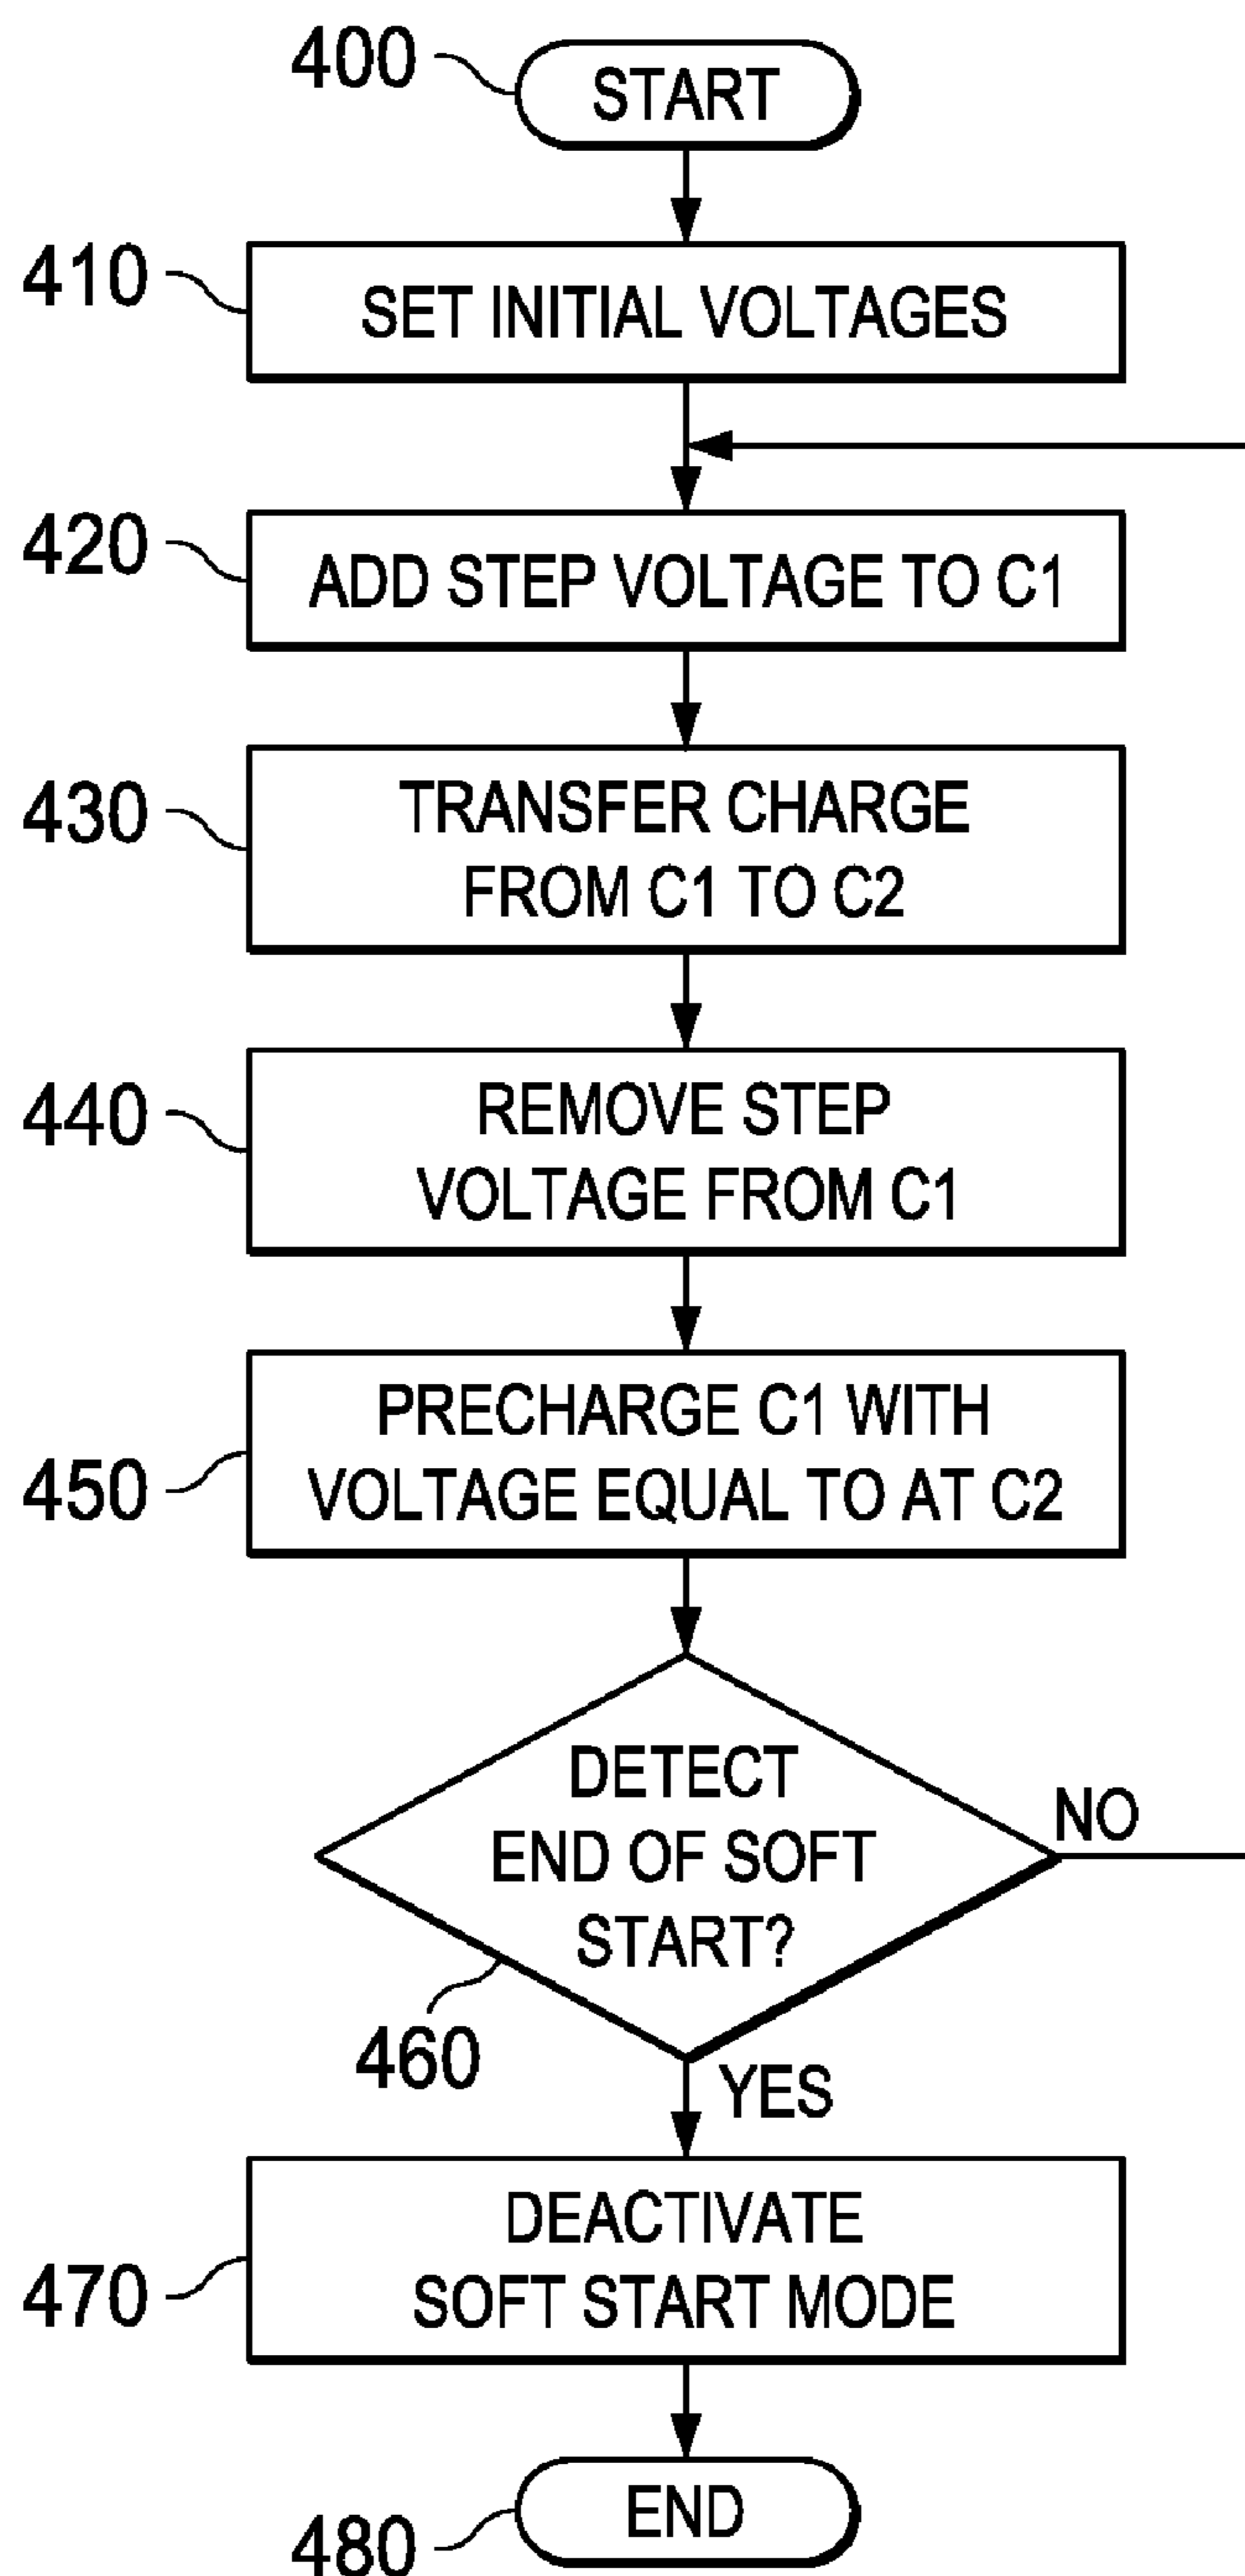 400
START
410
SET INITIAL VOLTAGES
420
ADD STEP VOLTAGE TO C1
430
TRANSFER CHARGE
FROM C1 TO C2
440
REMOVE STEP
VOLTAGE FROM C1
450
PRECHARGE C1 WITH
VOLTAGE EQUAL TO AT C2
DETECT
END OF SOFT
START?
NO
460
YES
470
DEACTIVATE
SOFT START MODE
480
END